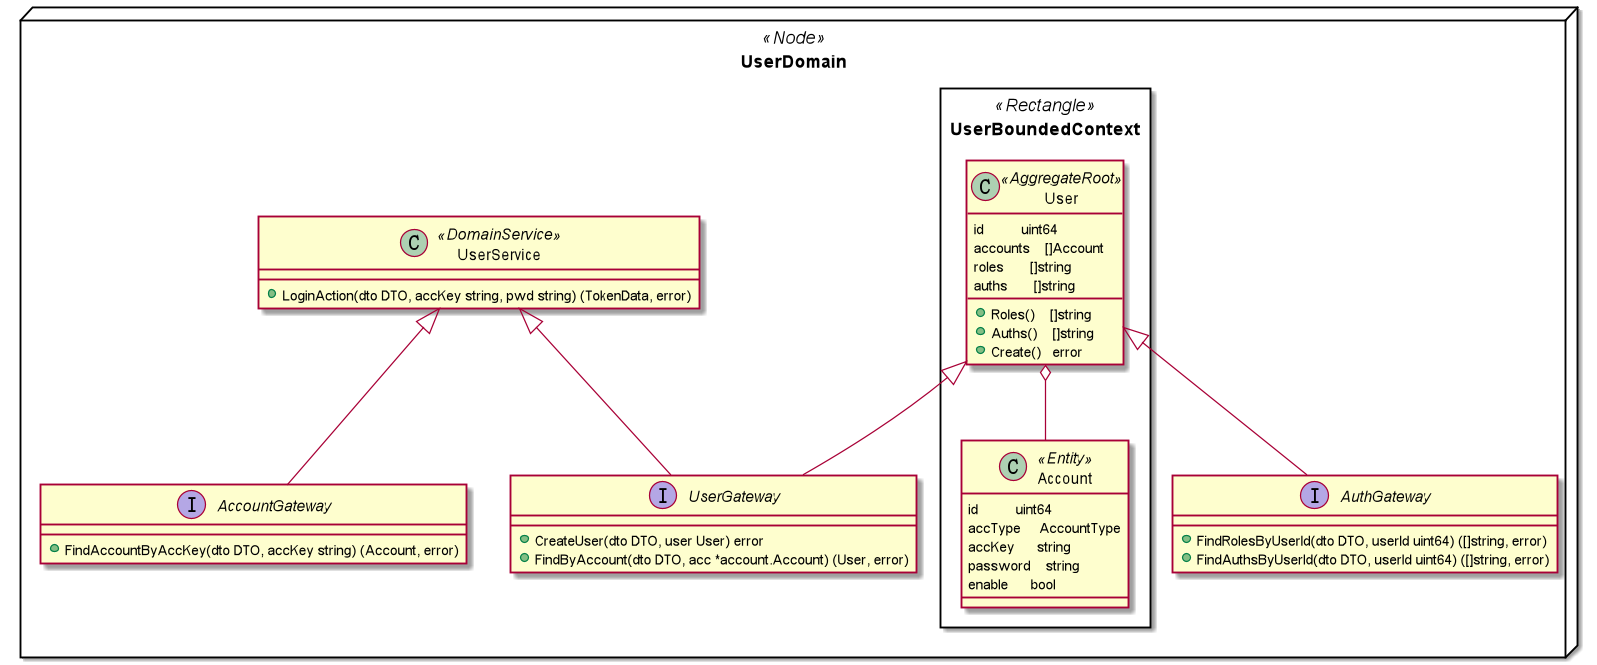 «Node»
UserDomain
«Rectangle»
UserBoundedContext
C «AggregateRoot»
User
id uint64
accounts []Account
roles []string
auths []string
Roles() []string
Auths() []string
Create() error
C «DomainService»
UserService
LoginAction(dto DTO, accKey string, pwd string) (TokenData, error)
I AccountGateway
FindAccountByAccKey(dto DTO, accKey string) (Account, error)
I UserGateway
CreateUser(dto DTO, user User) error
FindByAccount(dto DTO, acc *account.Account) (User, error)
C «Entity»
Account
id uint64
accType AccountType
accKey string
password string
enable bool
I AuthGateway
FindRolesByUserId(dto DTO, userId uint64) ([]string, error)
FindAuthsByUserId(dto DTO, userId uint64) ([]string, error)